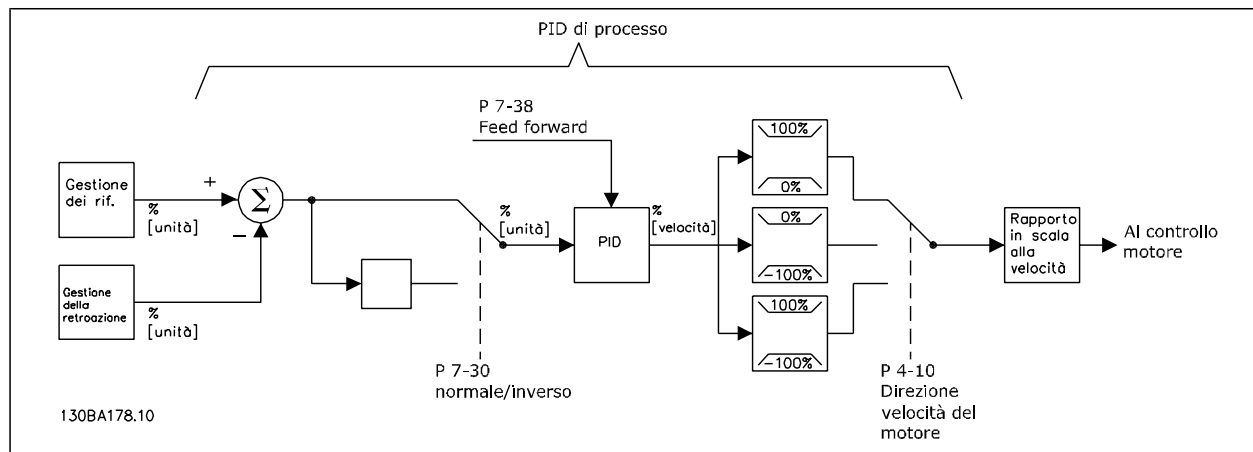 PID di processo
P 7-38
Feed forward
Gestione
dei rif.
+
%
[unità]
Σ
−
Gestione
della
retroazione
%
[unità]
%
[unità]
PID
%
[velocità]
100%
0%
0%
−100%
100%
−100%
Rapporto
in scala
alla
velocità
Al controllo
motore
P 7-30
normale/inverso
P 4-10
Direzione
velocità del
motore
130BA178.10